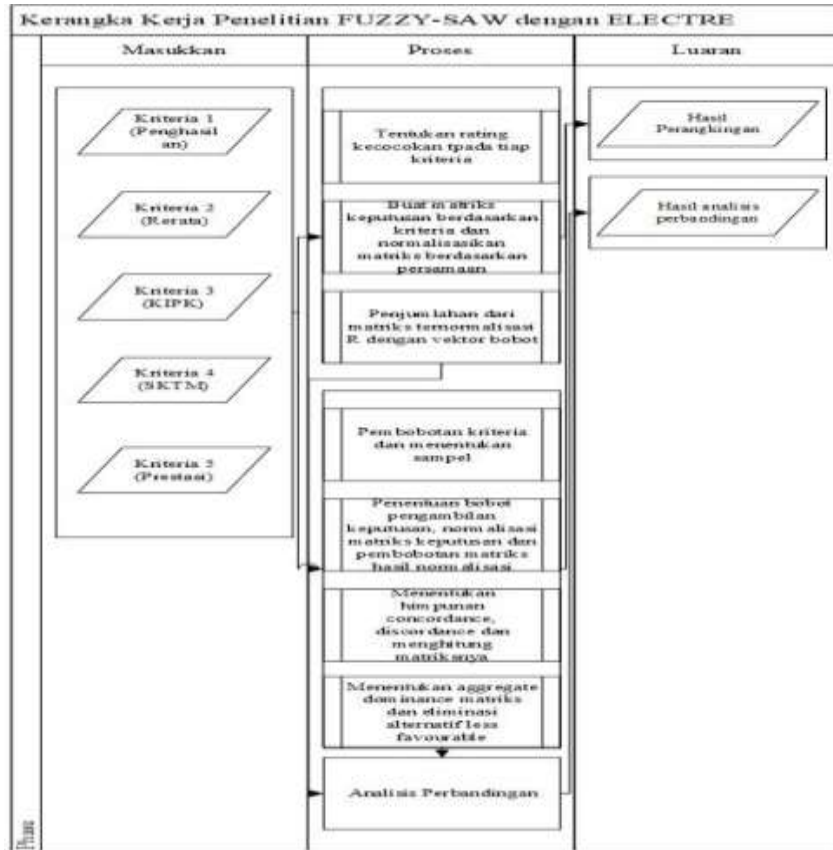 Kerangka Kerja Penelitian FUZZY-SAW dengan ELECTRE
Masukkan
Proses
Luaran
Kriteria 1
(Penghasil
an)
Kriteria 2
(Rerata)
Kriteria 3
(KIPK)
Kriteria 4
(SKTM)
Kriteria 5
(Prestasi)
Tentukan rating
kecocokan tpada tiap
kriteria
Buat matriks
keputusan berdasarkan
kriteria dan
normalisasikan
matriks berdasarkan
persamaan
Penjumlahan dari
matriks ternormalisasi
R dengan vektor bobot
Pembobotan kriteria
dan menentukan
sampel
Penentuan bobot
pengambilan
keputusan, normalisasi
matriks keputusan dan
pembobotan matriks
hasil normalisasi
Menentukan
himpunan
concordance,
discordance dan
menghitung
matriksnya
Menentukan aggregate
dominance matriks
dan eliminasi
alternatif less
favourable
Analisis Perbandingan
Hasil
Perangkingan
Hasil analisis
perbandingan
Phase